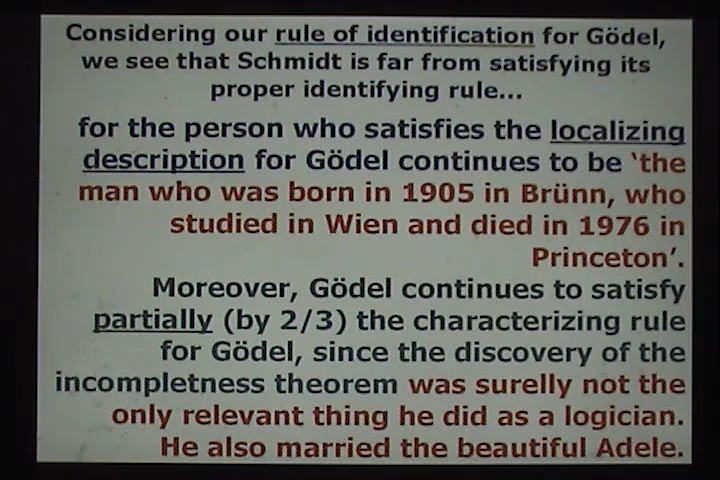 Considering our rule of identification for Gödel,
we see that Schmidt is far from satisfying its
proper identifying rule...
for the person who satisfies the localizing
description for Gödel continues to be ‘the
man who was born in 1905 in Brünn, who
studied in Wien and died in 1976 in
Princeton’.
Moreover, Gödel continues to satisfy
partially (by 2/3) the characterizing rule
for Gödel, since the discovery of the
incompletness theorem was surelly not the
only relevant thing he did as a logician.
He also married the beautiful Adele.